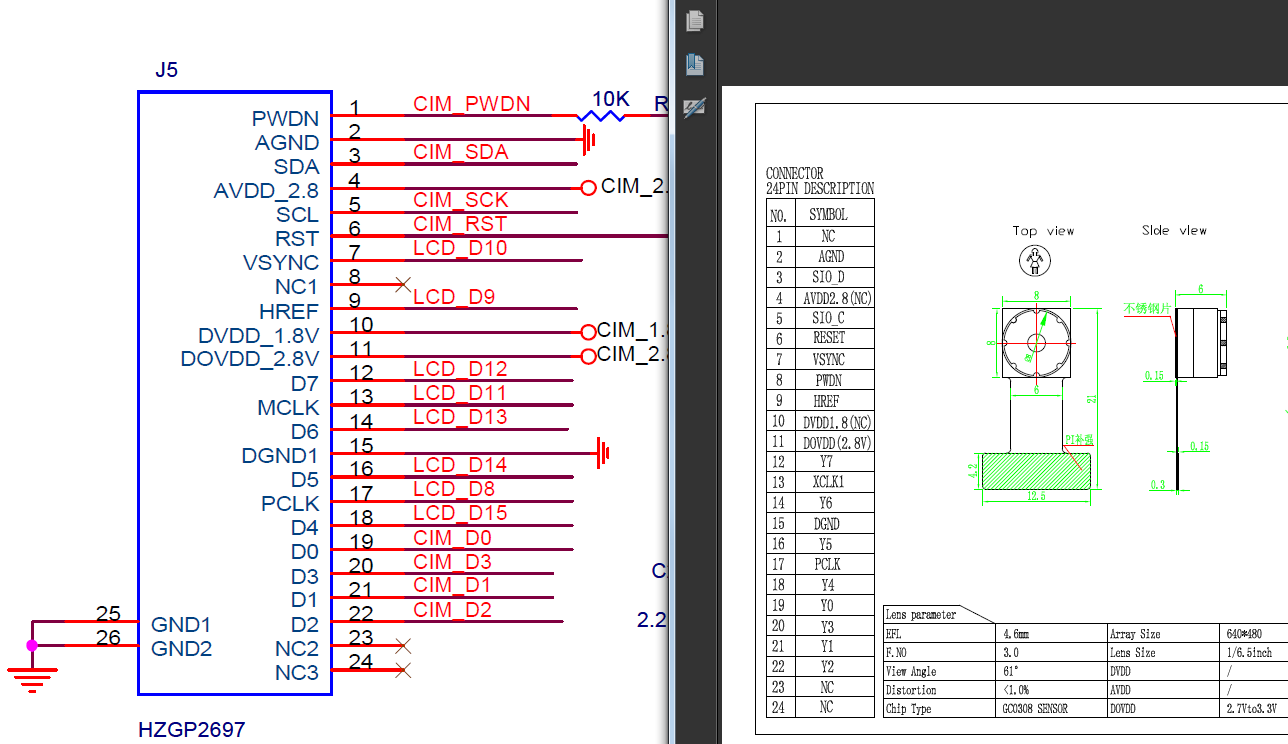 J5
PWDN 1 CIM_PWDN 10K R
AGND 2
SDA 3 CIM_SDA
AVDD_2.8 4 CIM_2.
SCL 5 CIM_SCK
RST 6 CIM_RST
VSYNC 7 LCD_D10
NC1 8
HREF 9 LCD_D9
DVDD_1.8V 10 CIM_1.
DOVDD_2.8V 11 CIM_2.
D7 12 LCD_D12
MCLK 13 LCD_D11
D6 14 LCD_D13
DGND1 15
D5 16 LCD_D14
PCLK 17 LCD_D8
D4 18 LCD_D15
D0 19 CIM_D0
D3 20 CIM_D3
D1 21 CIM_D1
D2 22 CIM_D2
NC2 23
NC3 24
25 GND1
26 GND2
C
2.2
HZGP2697
CONNECTOR
24PIN DESCRIPTION
NO. SYMBOL
1 NC
2 AGND
3 SIO_D
4 AVDD2.8(NC)
5 SIO_C
6 RESET
7 VSYNC
8 PWDN
9 HREF
10 DVDD1.8(NC)
11 DOVDD(2.8V)
12 Y7
13 XCLK1
14 Y6
15 DGND
16 Y5
17 PCLK
18 Y4
19 Y0
20 Y3
21 Y1
22 Y2
23 NC
24 NC
Top view
8
8
6
21
PI补强
4.2
12.5
Side view
6
不锈钢片
0.15
0.15
0.3
Lens parameter
EFL 4.6mm Array Size 640*480
F.NO 3.0 Lens Size 1/6.5inch
View Angle 61° DVDD /
Distortion <1.0% AVDD /
Chip Type GC0308 SENSOR DOVDD 2.7Vto3.3V